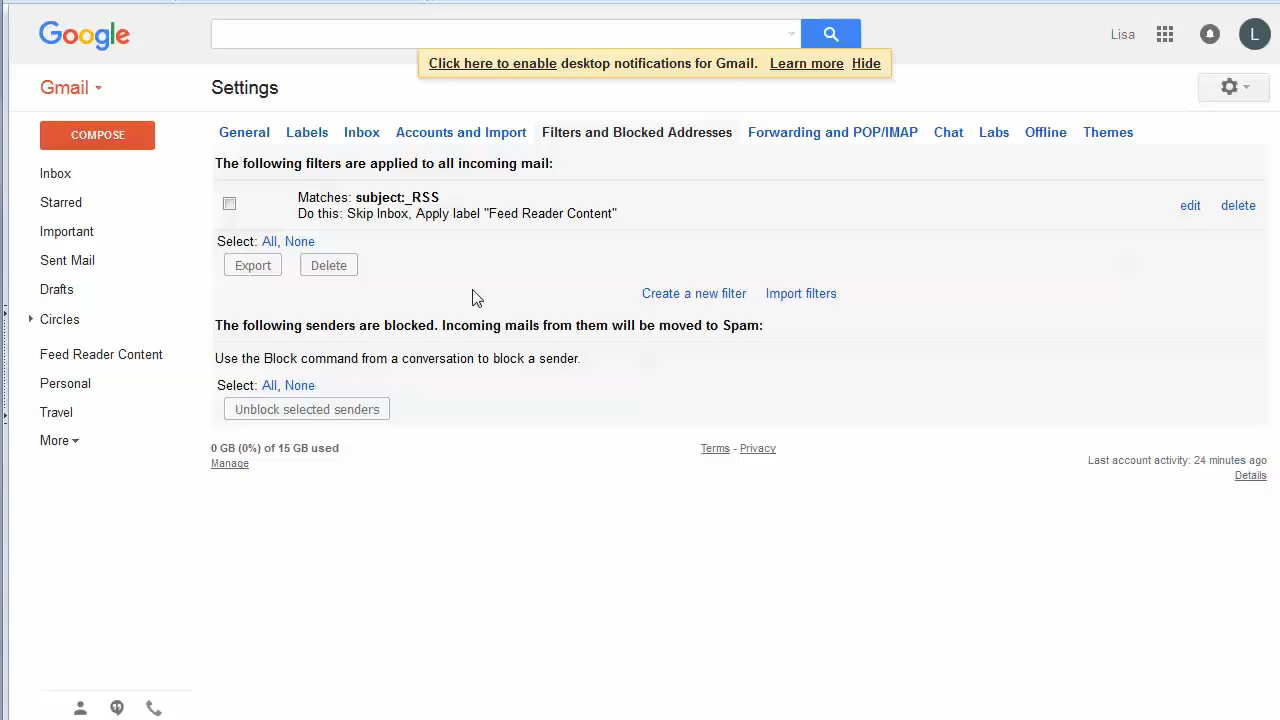 Google
Lisa
L
Click here to enable desktop notifications for Gmail. Learn more Hide
Gmail
Settings
COMPOSE
General Labels Inbox Accounts and Import Filters and Blocked Addresses Forwarding and POP/IMAP Chat Labs Offline Themes
The following filters are applied to all incoming mail:
Inbox
Matches: subject:_RSS
Starred
Do this: Skip Inbox, Apply label "Feed Reader Content"
edit delete
Important
Select: All, None
Sent Mail
Export Delete
Drafts
Create a new filter Import filters
Circles
The following senders are blocked. Incoming mails from them will be moved to Spam:
Feed Reader Content
Use the Block command from a conversation to block a sender.
Personal
Select: All, None
Travel
Unblock selected senders
More
0 GB (0%) of 15 GB used
Manage
Terms - Privacy
Last account activity: 24 minutes ago
Details